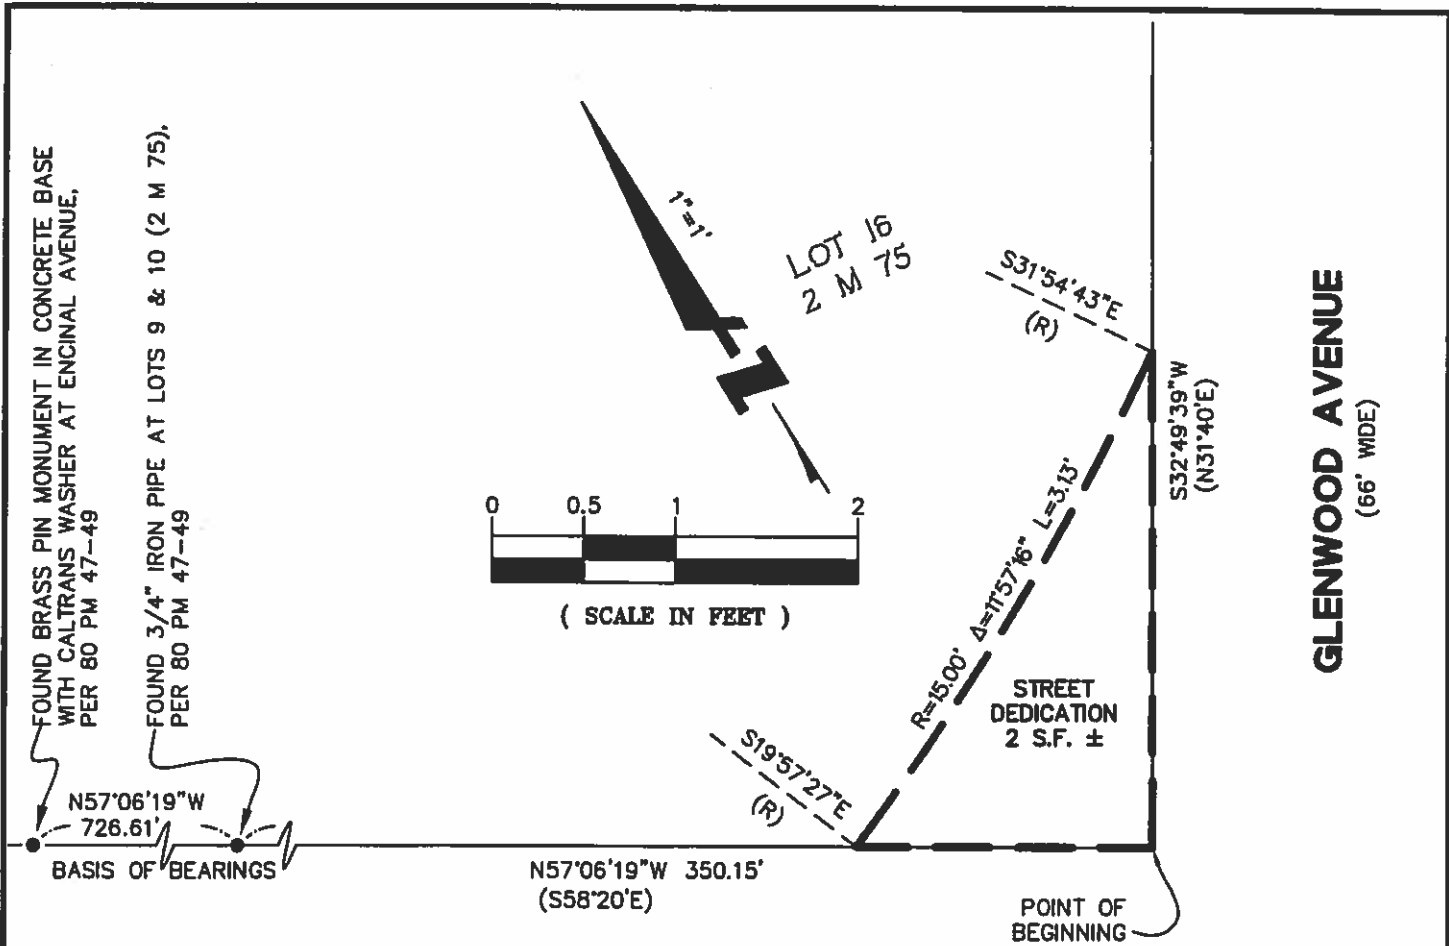 FOUND BRASS PIN MONUMENT IN CONCRETE BASE
WITH CALTRANS WASHER AT ENCINAL AVENUE,
PER 80 PM 47-49
FOUND 3/4" IRON PIPE AT LOTS 9 & 10 (2 M 75),
PER 80 PM 47-49
1"=1'
LOT 16
2 M 75
S31°54'43"E
(R)
S32°49'39"W
(N31°40'E)
GLENWOOD AVENUE
(66' WIDE)
0 0.5 1 2
( SCALE IN FEET )
R=15.00' Δ=11°57'16" L=3.13'
STREET
DEDICATION
2 S.F. ±
S19°57'27"E
(R)
N57°06'19"W
726.61'
BASIS OF BEARINGS
N57°06'19"W 350.15'
(S58°20'E)
POINT OF
BEGINNING